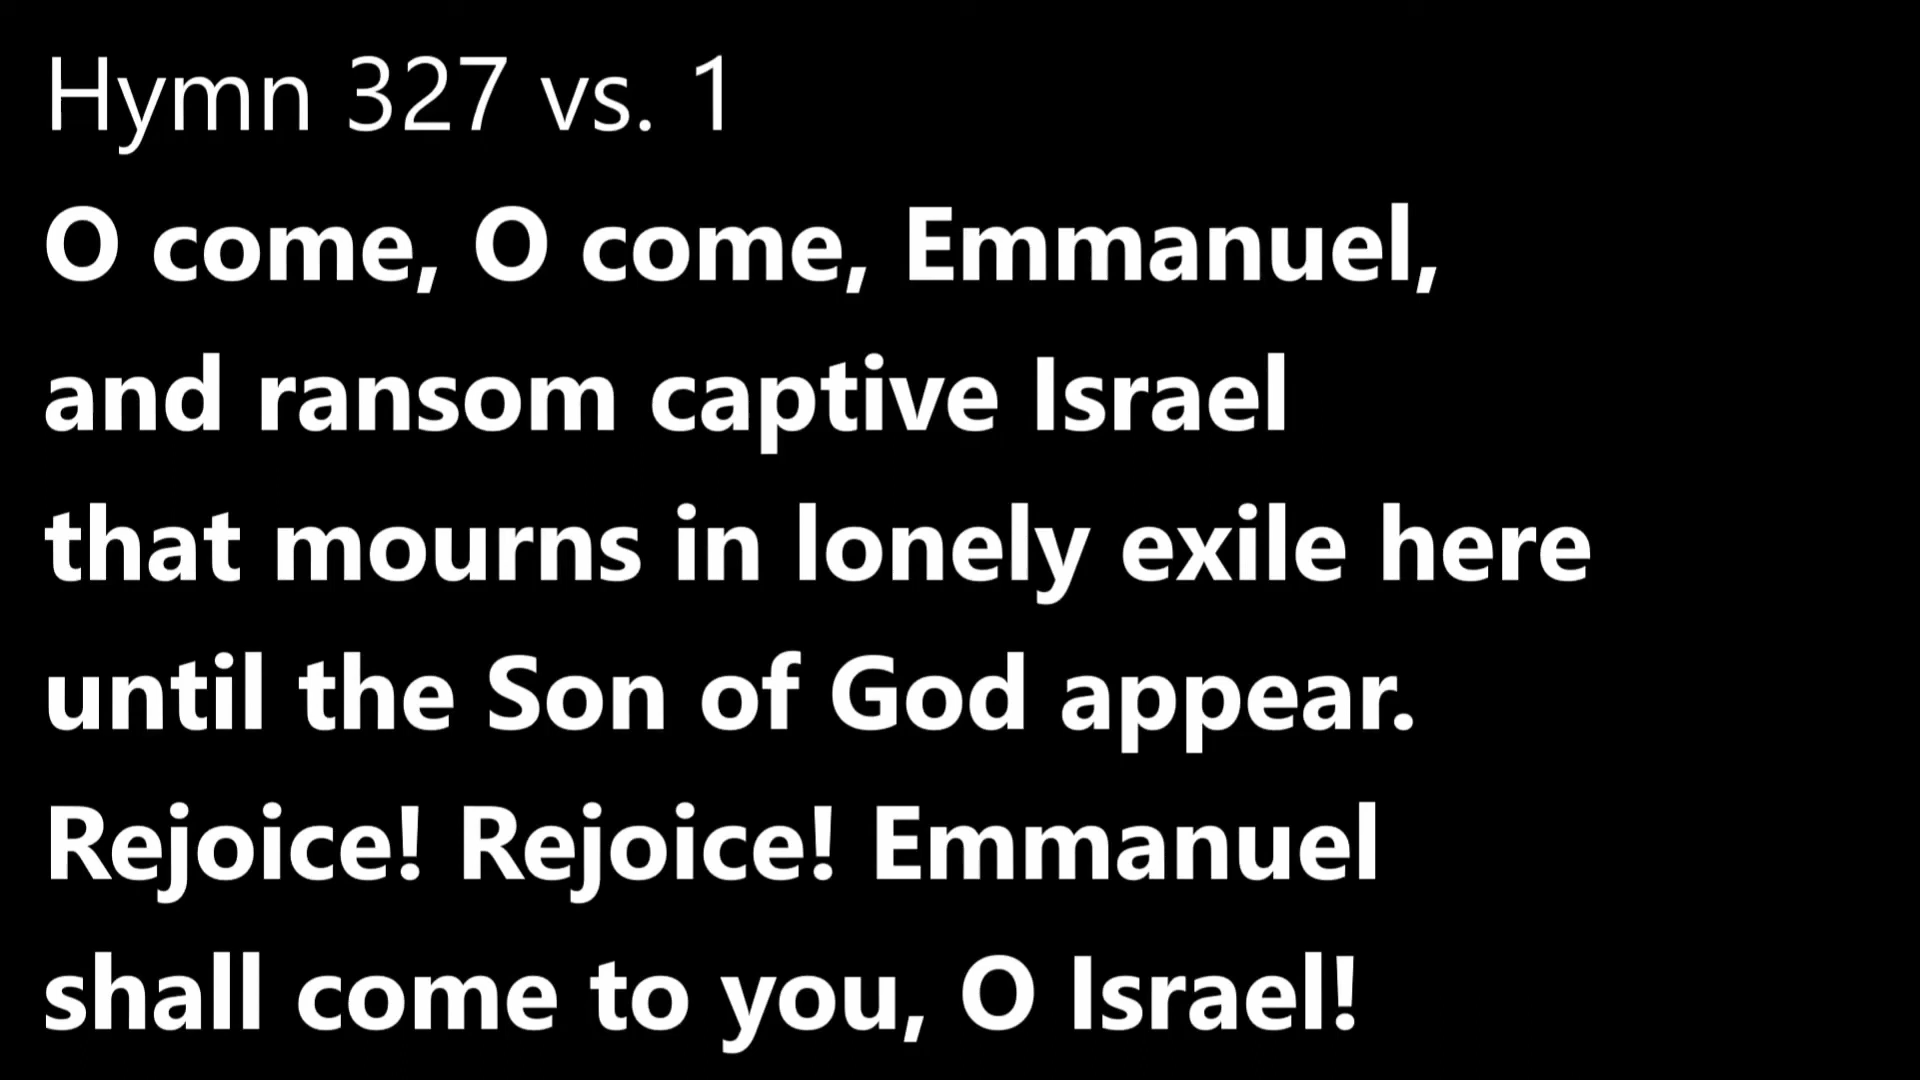 Hymn 327 vs. 1
O come, O come, Emmanuel,
and ransom captive Israel
that mourns in lonely exile here
until the Son of God appear.
Rejoice! Rejoice! Emmanuel
shall come to you, O Israel!